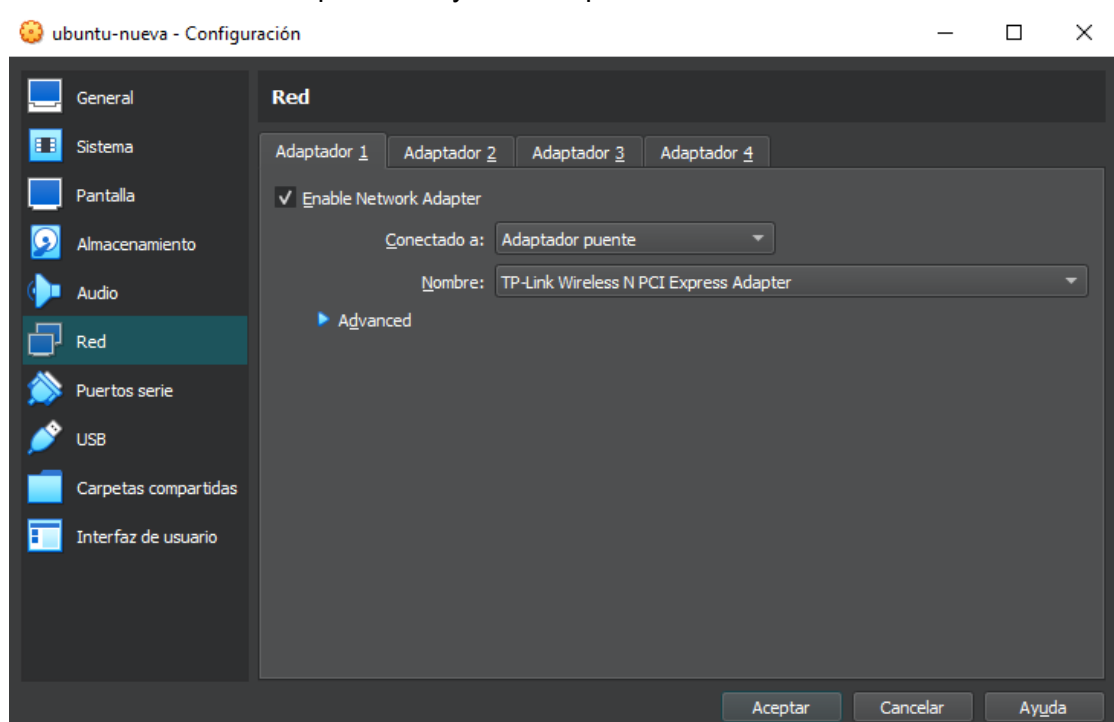 ubuntu-nueva - Configuración
General
Sistema
Pantalla
Almacenamiento
Audio
Red
Puertos serie
USB
Carpetas compartidas
Interfaz de usuario
Red
Adaptador 1 Adaptador 2 Adaptador 3 Adaptador 4
Enable Network Adapter
Conectado a: Adaptador puente
Nombre: TP-Link Wireless N PCI Express Adapter
Advanced
Aceptar Cancelar Ayuda